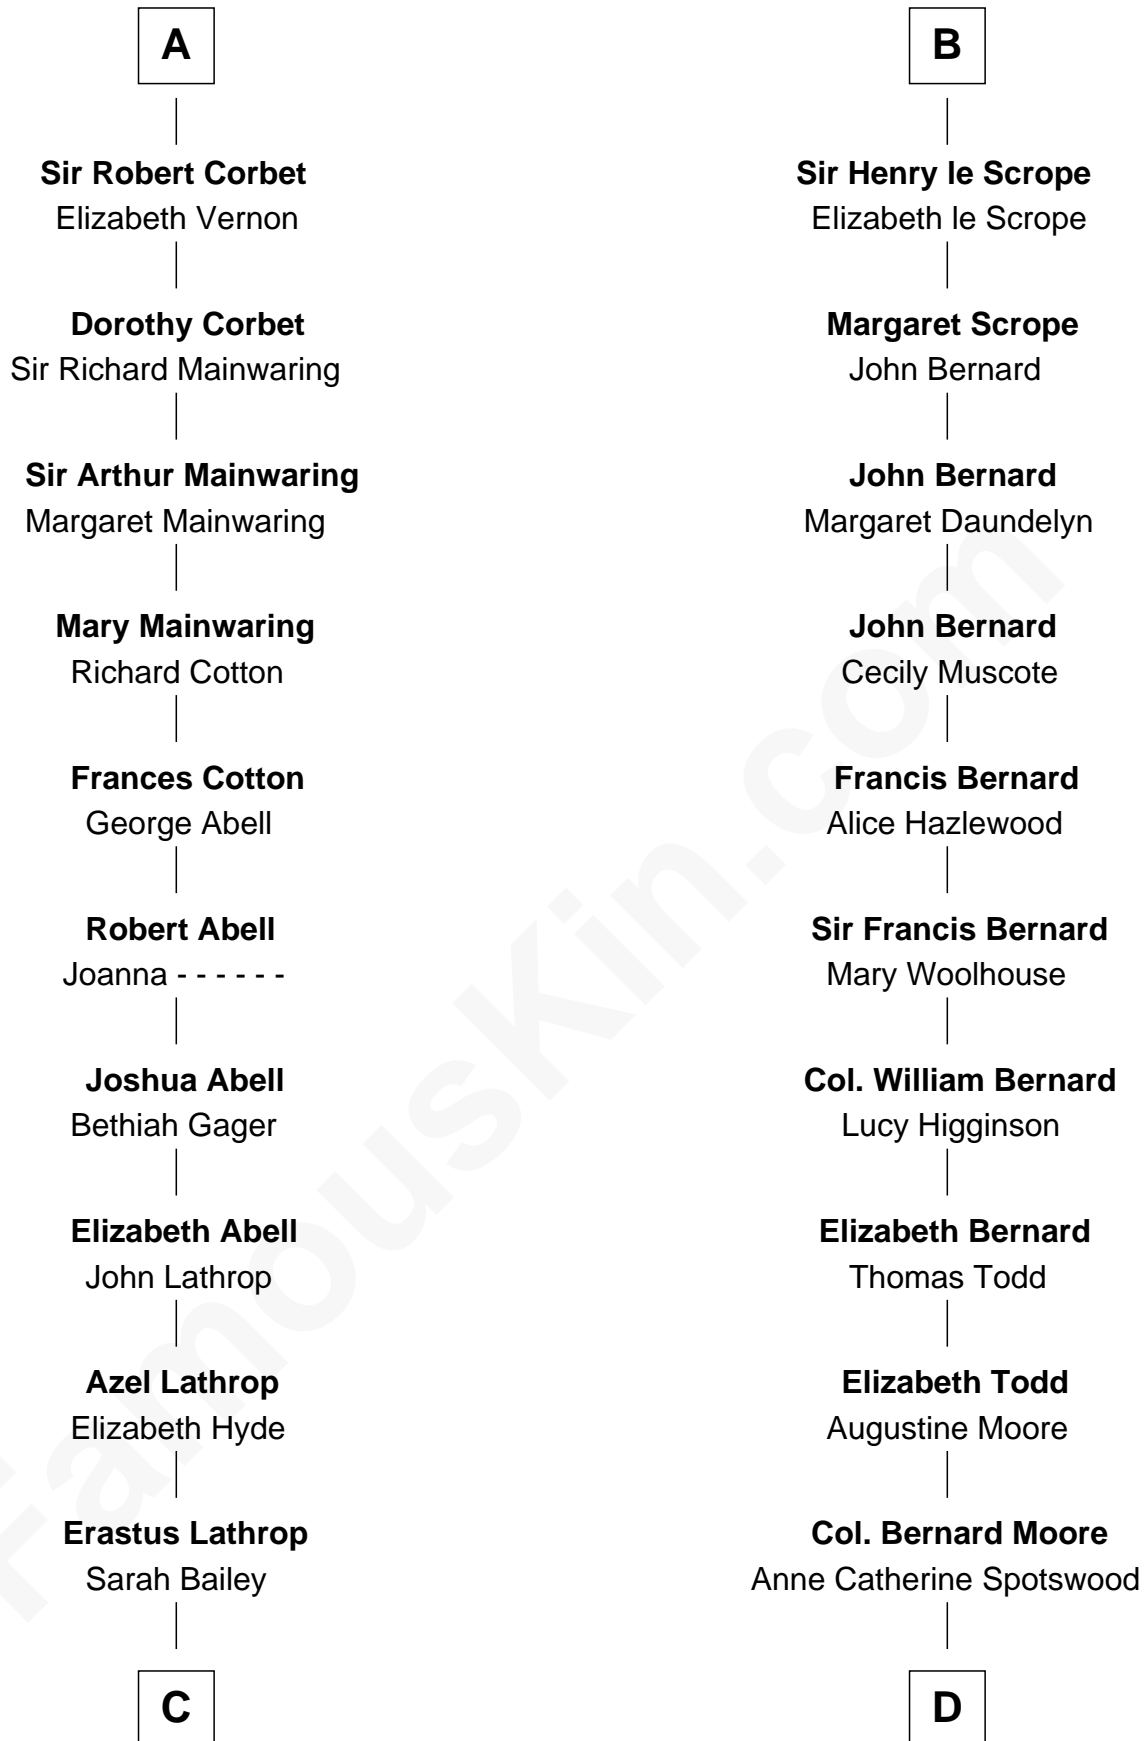 A
Sir Robert Corbet
Elizabeth Vernon
Dorothy Corbet
Sir Richard Mainwaring
Sir Arthur Mainwaring
Margaret Mainwaring
Mary Mainwaring
Richard Cotton
Frances Cotton
George Abell
Robert Abell
Joanna - - - - - -
Joshua Abell
Bethiah Gager
Elizabeth Abell
John Lathrop
Azel Lathrop
Elizabeth Hyde
Erastus Lathrop
Sarah Bailey
C
B
Sir Henry le Scrope
Elizabeth le Scrope
Margaret Scrope
John Bernard
John Bernard
Margaret Daundelyn
John Bernard
Cecily Muscote
Francis Bernard
Alice Hazlewood
Sir Francis Bernard
Mary Woolhouse
Col. William Bernard
Lucy Higginson
Elizabeth Bernard
Thomas Todd
Elizabeth Todd
Augustine Moore
Col. Bernard Moore
Anne Catherine Spotswood
D
FamousKin.com